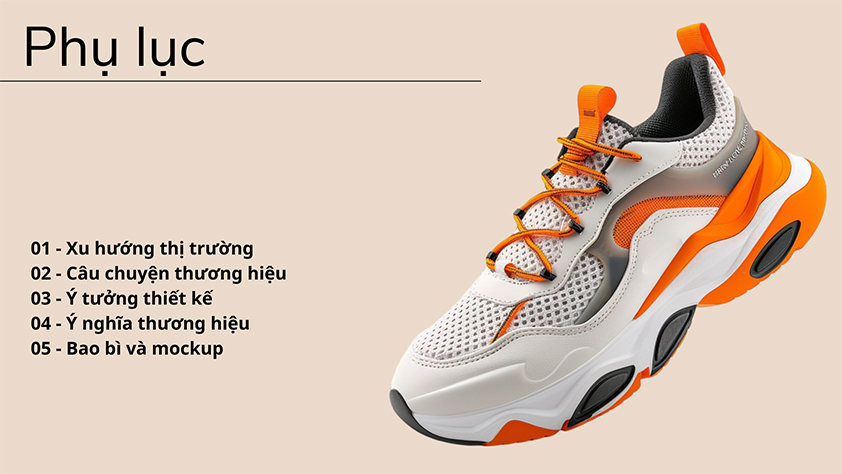 Phụ lục
01 - Xu hướng thị trường
02 - Câu chuyện thương hiệu
03 - Ý tưởng thiết kế
04 - Ý nghĩa thương hiệu
05 - Bao bì và mockup